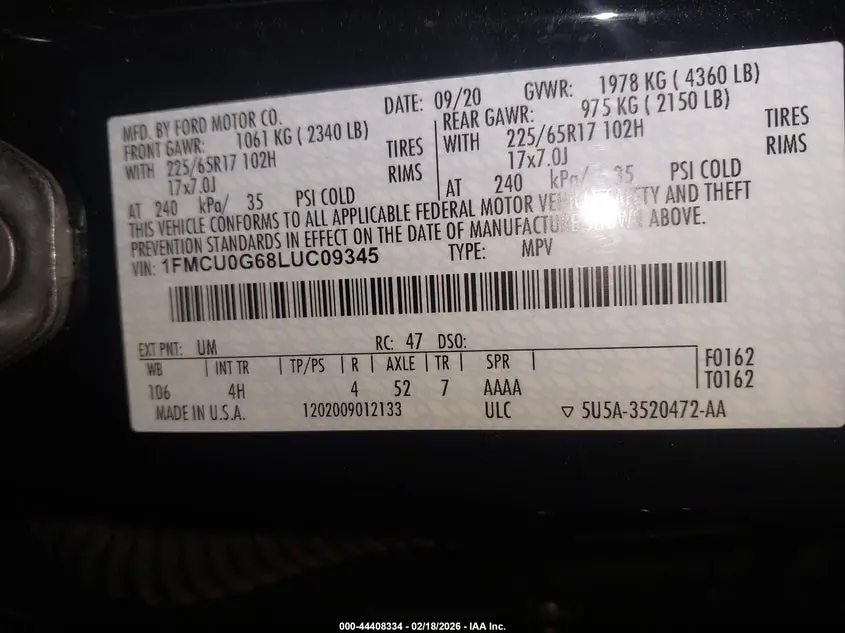 MFD. BY FORD MOTOR CO.
DATE: 09/20 GVWR: 1978 KG ( 4360 LB)
FRONT GAWR: 1061 KG ( 2340 LB)
WITH 225/65R17 102H TIRES
17x7.0J RIMS
AT 240 kPa/ 35 PSI COLD
REAR GAWR: 975 KG ( 2150 LB)
WITH 225/65R17 102H TIRES
17x7.0J RIMS
AT 240 kPa/ 35 PSI COLD
THIS VEHICLE CONFORMS TO ALL APPLICABLE FEDERAL MOTOR VEHICLE SAFETY AND THEFT
PREVENTION STANDARDS IN EFFECT ON THE DATE OF MANUFACTURE SHOWN ABOVE.
VIN: 1FMCU0G68LUC09345 TYPE: MPV
EXT PNT: UM RC: 47 DSO:
WB INT TR TP/PS R AXLE TR SPR F0162
106 4H 4 52 7 AAAA T0162
MADE IN U.S.A. 1202009012133 ULC ▽ 5U5A-3520472-AA
000-44408334 - 02/18/2026 - IAA Inc.